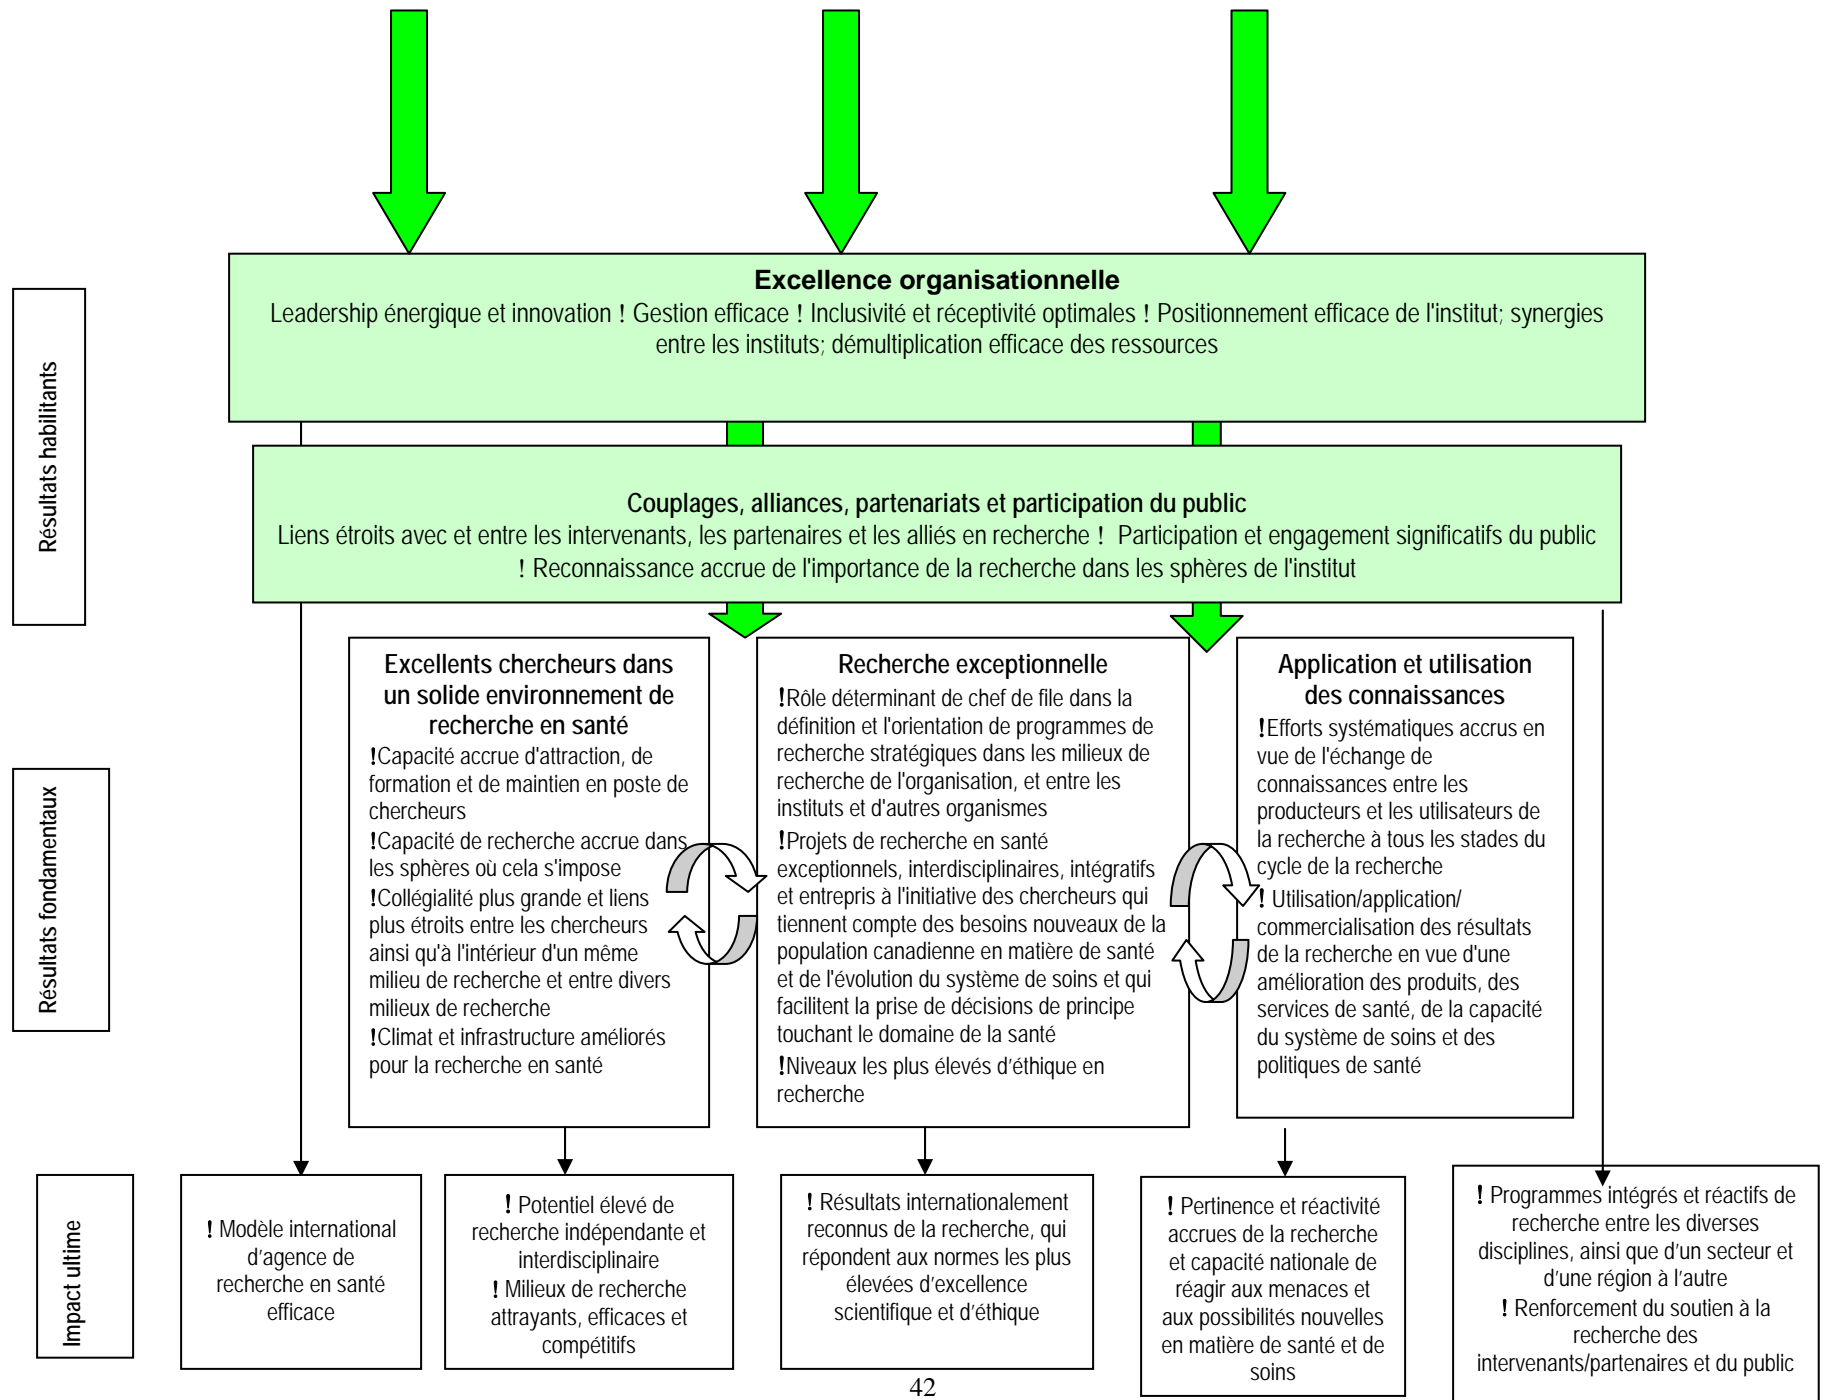 Résultats habilitants
Excellence organisationnelle
Leadership énergique et innovation ! Gestion efficace ! Inclusivité et réceptivité optimales ! Positionnement efficace de l'institut; synergies
entre les instituts; démultiplication efficace des ressources
Couplages, alliances, partenariats et participation du public
Liens étroits avec et entre les intervenants, les partenaires et les alliés en recherche ! Participation et engagement significatifs du public
! Reconnaissance accrue de l'importance de la recherche dans les sphères de l'institut
Résultats fondamentaux
Excellents chercheurs dans
un solide environnement de
recherche en santé
!Capacité accrue d'attraction, de
formation et de maintien en poste de
chercheurs
!Capacité de recherche accrue dans
les sphères où cela s'impose
!Collégialité plus grande et liens
plus étroits entre les chercheurs
ainsi qu'à l'intérieur d'un même
milieu de recherche et entre divers
milieux de recherche
!Climat et infrastructure améliorés
pour la recherche en santé
Recherche exceptionnelle
!Rôle déterminant de chef de file dans la
définition et l'orientation de programmes de
recherche stratégiques dans les milieux de
recherche de l'organisation, et entre les
instituts et d'autres organismes
!Projets de recherche en santé
exceptionnels, interdisciplinaires, intégratifs
et entrepris à l'initiative des chercheurs qui
tiennent compte des besoins nouveaux de la
population canadienne en matière de santé
et de l'évolution du système de soins et qui
facilitent la prise de décisions de principe
touchant le domaine de la santé
!Niveaux les plus élevés d’éthique en
recherche
Application et utilisation
des connaissances
!Efforts systématiques accrus en
vue de l'échange de
connaissances entre les
producteurs et les utilisateurs de
la recherche à tous les stades du
cycle de la recherche
! Utilisation/application/
commercialisation des résultats
de la recherche en vue d'une
amélioration des produits, des
services de santé, de la capacité
du système de soins et des
politiques de santé
Impact ultime
! Modèle international
d’agence de
recherche en santé
efficace
! Potentiel élevé de
recherche indépendante et
interdisciplinaire
! Milieux de recherche
attrayants, efficaces et
compétitifs
! Résultats internationalement
reconnus de la recherche, qui
répondent aux normes les plus
élevées d’excellence
scientifique et d’éthique
! Pertinence et réactivité
accrues de la recherche
et capacité nationale de
réagir aux menaces et
aux possibilités nouvelles
en matière de santé et de
soins
! Programmes intégrés et réactifs de
recherche entre les diverses
disciplines, ainsi que d’un secteur et
d’une région à l’autre
! Renforcement du soutien à la
recherche des
intervenants/partenaires et du public
42